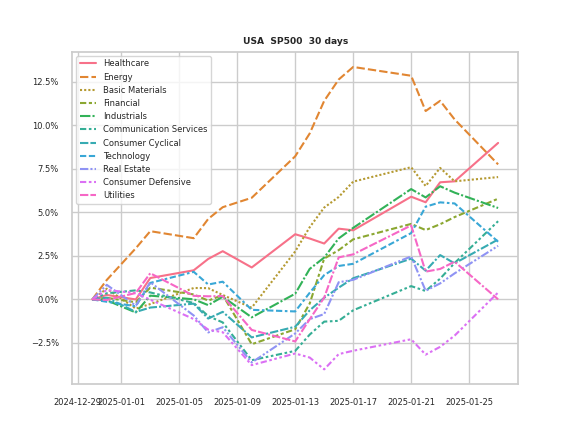 USA SP500 30 days
Healthcare
Energy
Basic Materials
Financial
Industrials
Communication Services
Consumer Cyclical
Technology
Real Estate
Consumer Defensive
Utilities
12.5%
10.0%
7.5%
5.0%
2.5%
0.0%
−2.5%
2024-12-29 2025-01-01 2025-01-05 2025-01-09 2025-01-13 2025-01-17 2025-01-21 2025-01-25